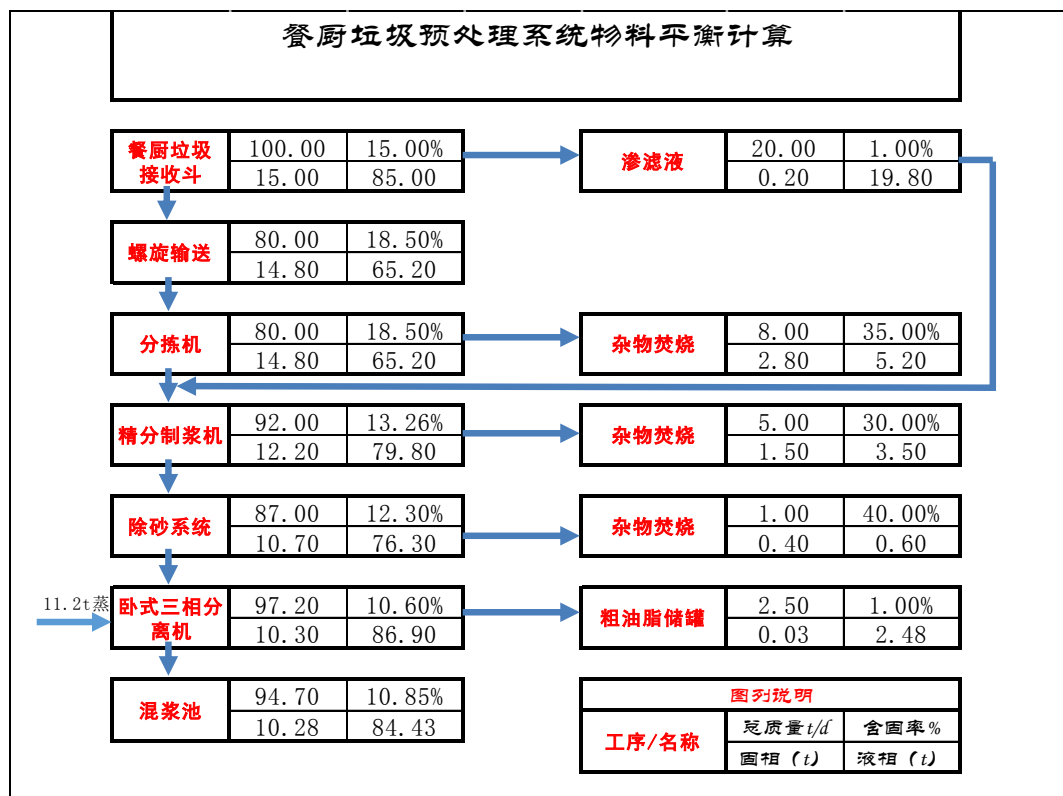 餐厨垃圾预处理系统物料平衡计算
餐厨垃圾
接收斗
100.00 15.00%
15.00 85.00
渗滤液
20.00 1.00%
0.20 19.80
螺旋输送
80.00 18.50%
14.80 65.20
分拣机
80.00 18.50%
14.80 65.20
杂物焚烧
8.00 35.00%
2.80 5.20
精分制浆机
92.00 13.26%
12.20 79.80
杂物焚烧
5.00 30.00%
1.50 3.50
除砂系统
87.00 12.30%
10.70 76.30
杂物焚烧
1.00 40.00%
0.40 0.60
11.2t蒸
卧式三相分
离机
97.20 10.60%
10.30 86.90
粗油脂储罐
2.50 1.00%
0.03 2.48
混浆池
94.70 10.85%
10.28 84.43
图列说明
工序/名称
总质量t/d 含固率%
固相（t） 液相（t）